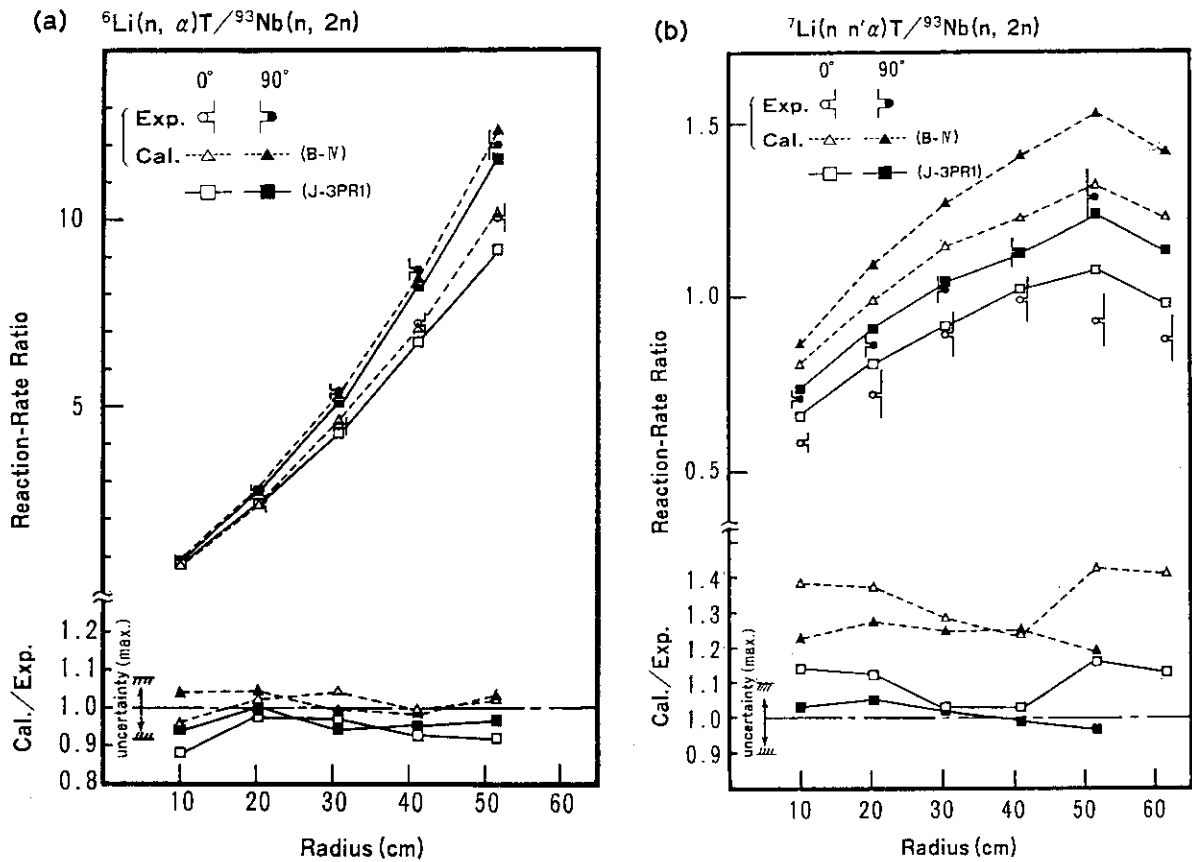 (a) ⁶Li(n, α)T/⁹³Nb(n, 2n)
0° 90°
Exp.
Cal. (B-IV)
(J-3PR1)
10
5
Reaction-Rate Ratio
1.2
1.1
1.0
0.9
0.8
Cal./Exp.
uncertainty (max.)
10 20 30 40 50 60
Radius (cm)
(b) ⁷Li(n n'α)T/⁹³Nb(n, 2n)
0° 90°
Exp.
Cal. (B-IV)
(J-3PR1)
1.5
1.0
0.5
Reaction-Rate Ratio
1.4
1.3
1.2
1.1
1.0
0.9
Cal./Exp.
uncertainty (max.)
10 20 30 40 50 60
Radius (cm)